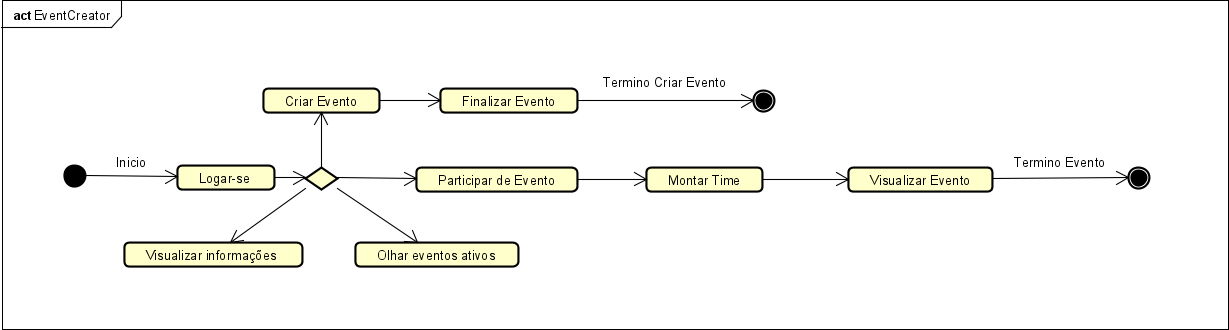 act EventCreator
Termino Criar Evento
Criar Evento
Finalizar Evento
Inicio
Termino Evento
Logar-se
Participar de Evento
Montar Time
Visualizar Evento
Visualizar informações
Olhar eventos ativos